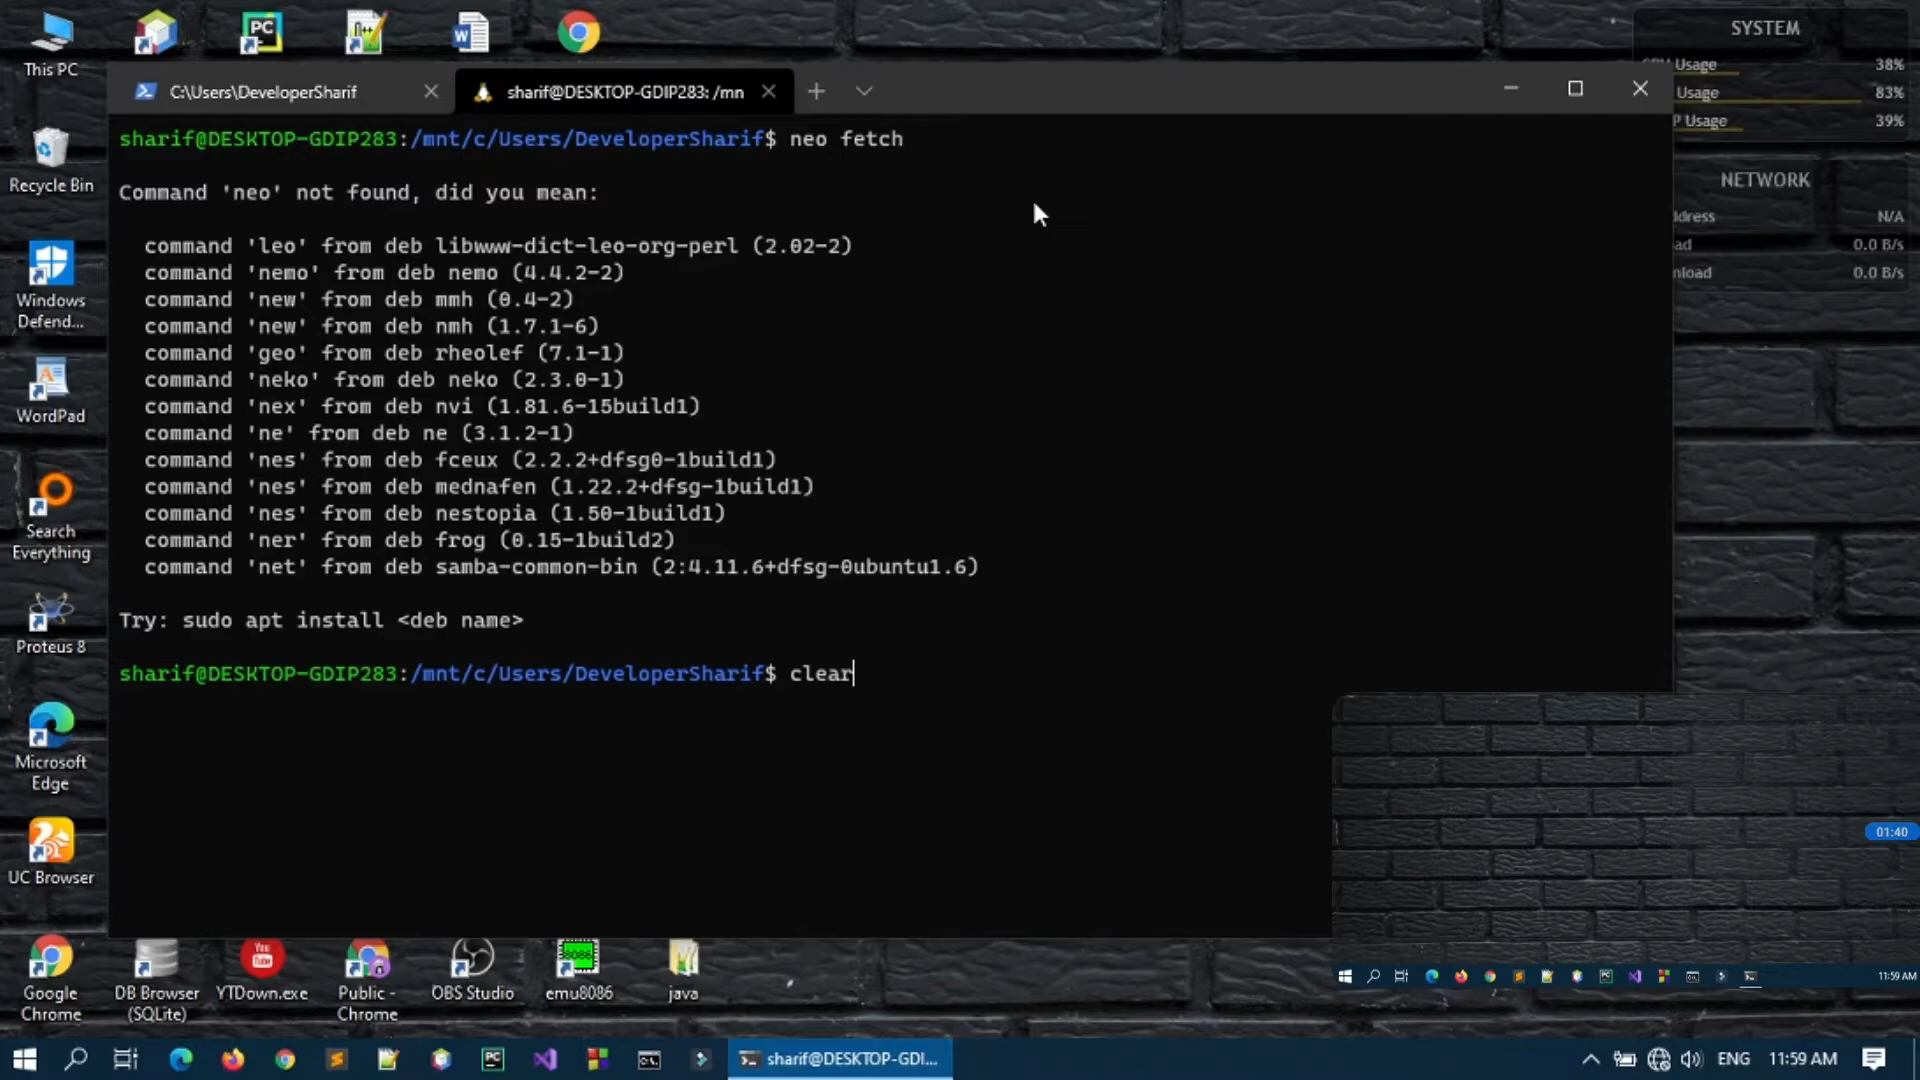 This PC
Recycle Bin
Windows
Defend...
WordPad
Search
Everything
Proteus 8
Microsoft
Edge
UC Browser
C:\Users\DeveloperSharif
sharif@DESKTOP-GDIP283: /mn
sharif@DESKTOP-GDIP283:/mnt/c/Users/DeveloperSharif$ neo fetch
Command 'neo' not found, did you mean:
command 'leo' from deb libwww-dict-leo-org-perl (2.02-2)
command 'nemo' from deb nemo (4.4.2-2)
command 'new' from deb mmh (0.4-2)
command 'new' from deb nmh (1.7.1-6)
command 'geo' from deb rheolef (7.1-1)
command 'neko' from deb neko (2.3.0-1)
command 'nex' from deb nvi (1.81.6-15build1)
command 'ne' from deb ne (3.1.2-1)
command 'nes' from deb fceux (2.2.2+dfsg0-1build1)
command 'nes' from deb mednafen (1.22.2+dfsg-1build1)
command 'nes' from deb nestopia (1.50-1build1)
command 'ner' from deb frog (0.15-1build2)
command 'net' from deb samba-common-bin (2:4.11.6+dfsg-0ubuntu1.6)
Try: sudo apt install <deb name>
sharif@DESKTOP-GDIP283:/mnt/c/Users/DeveloperSharif$ clear
SYSTEM
Usage 38%
Usage 83%
P Usage 39%
NETWORK
dress N/A
ad 0.0 B/s
nload 0.0 B/s
01:40
11:59 AM
Google
Chrome
DB Browser
(SQLite)
YTDown.exe
Public -
Chrome
OBS Studio
emu8086
java
sharif@DESKTOP-GDI...
ENG
11:59 AM